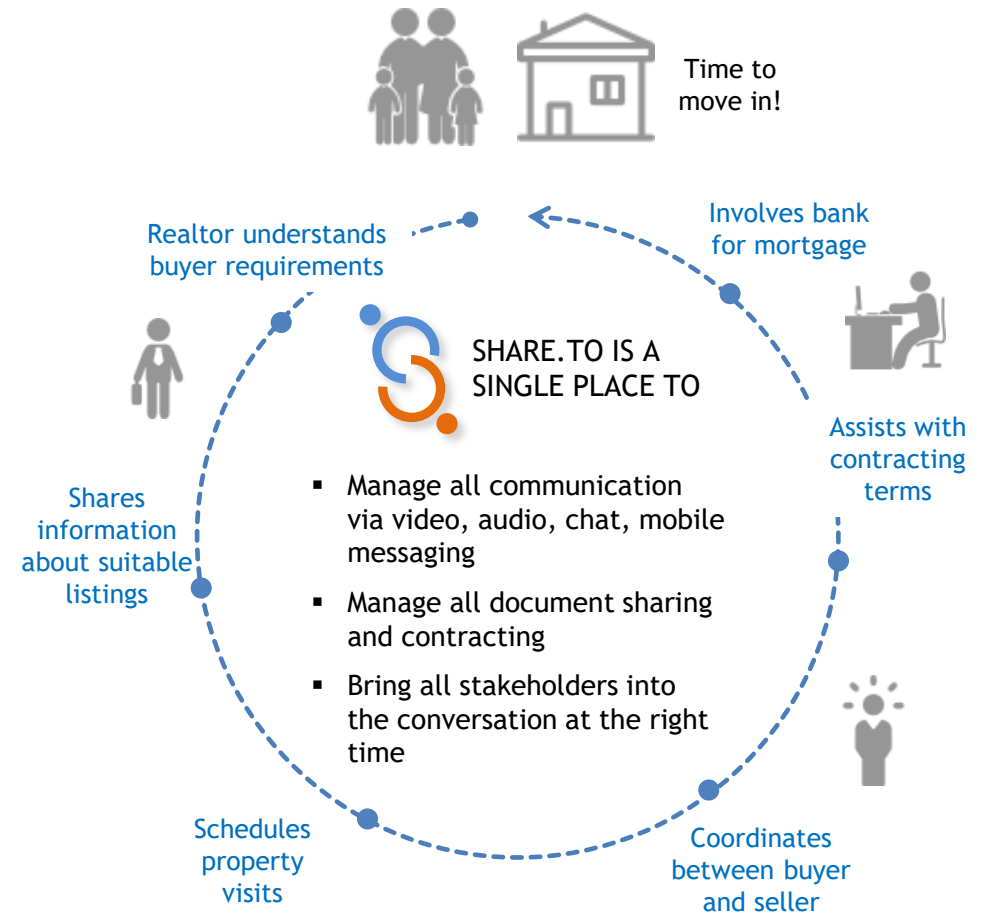 Time to
move in!
Realtor understands
buyer requirements
Involves bank
for mortgage
SHARE.TO IS A
SINGLE PLACE TO
Assists with
contracting
terms
▪ Manage all communication
via video, audio, chat, mobile
messaging
Shares
information
about suitable
listings
▪ Manage all document sharing
and contracting
▪ Bring all stakeholders into
the conversation at the right
time
Schedules
property
visits
Coordinates
between buyer
and seller